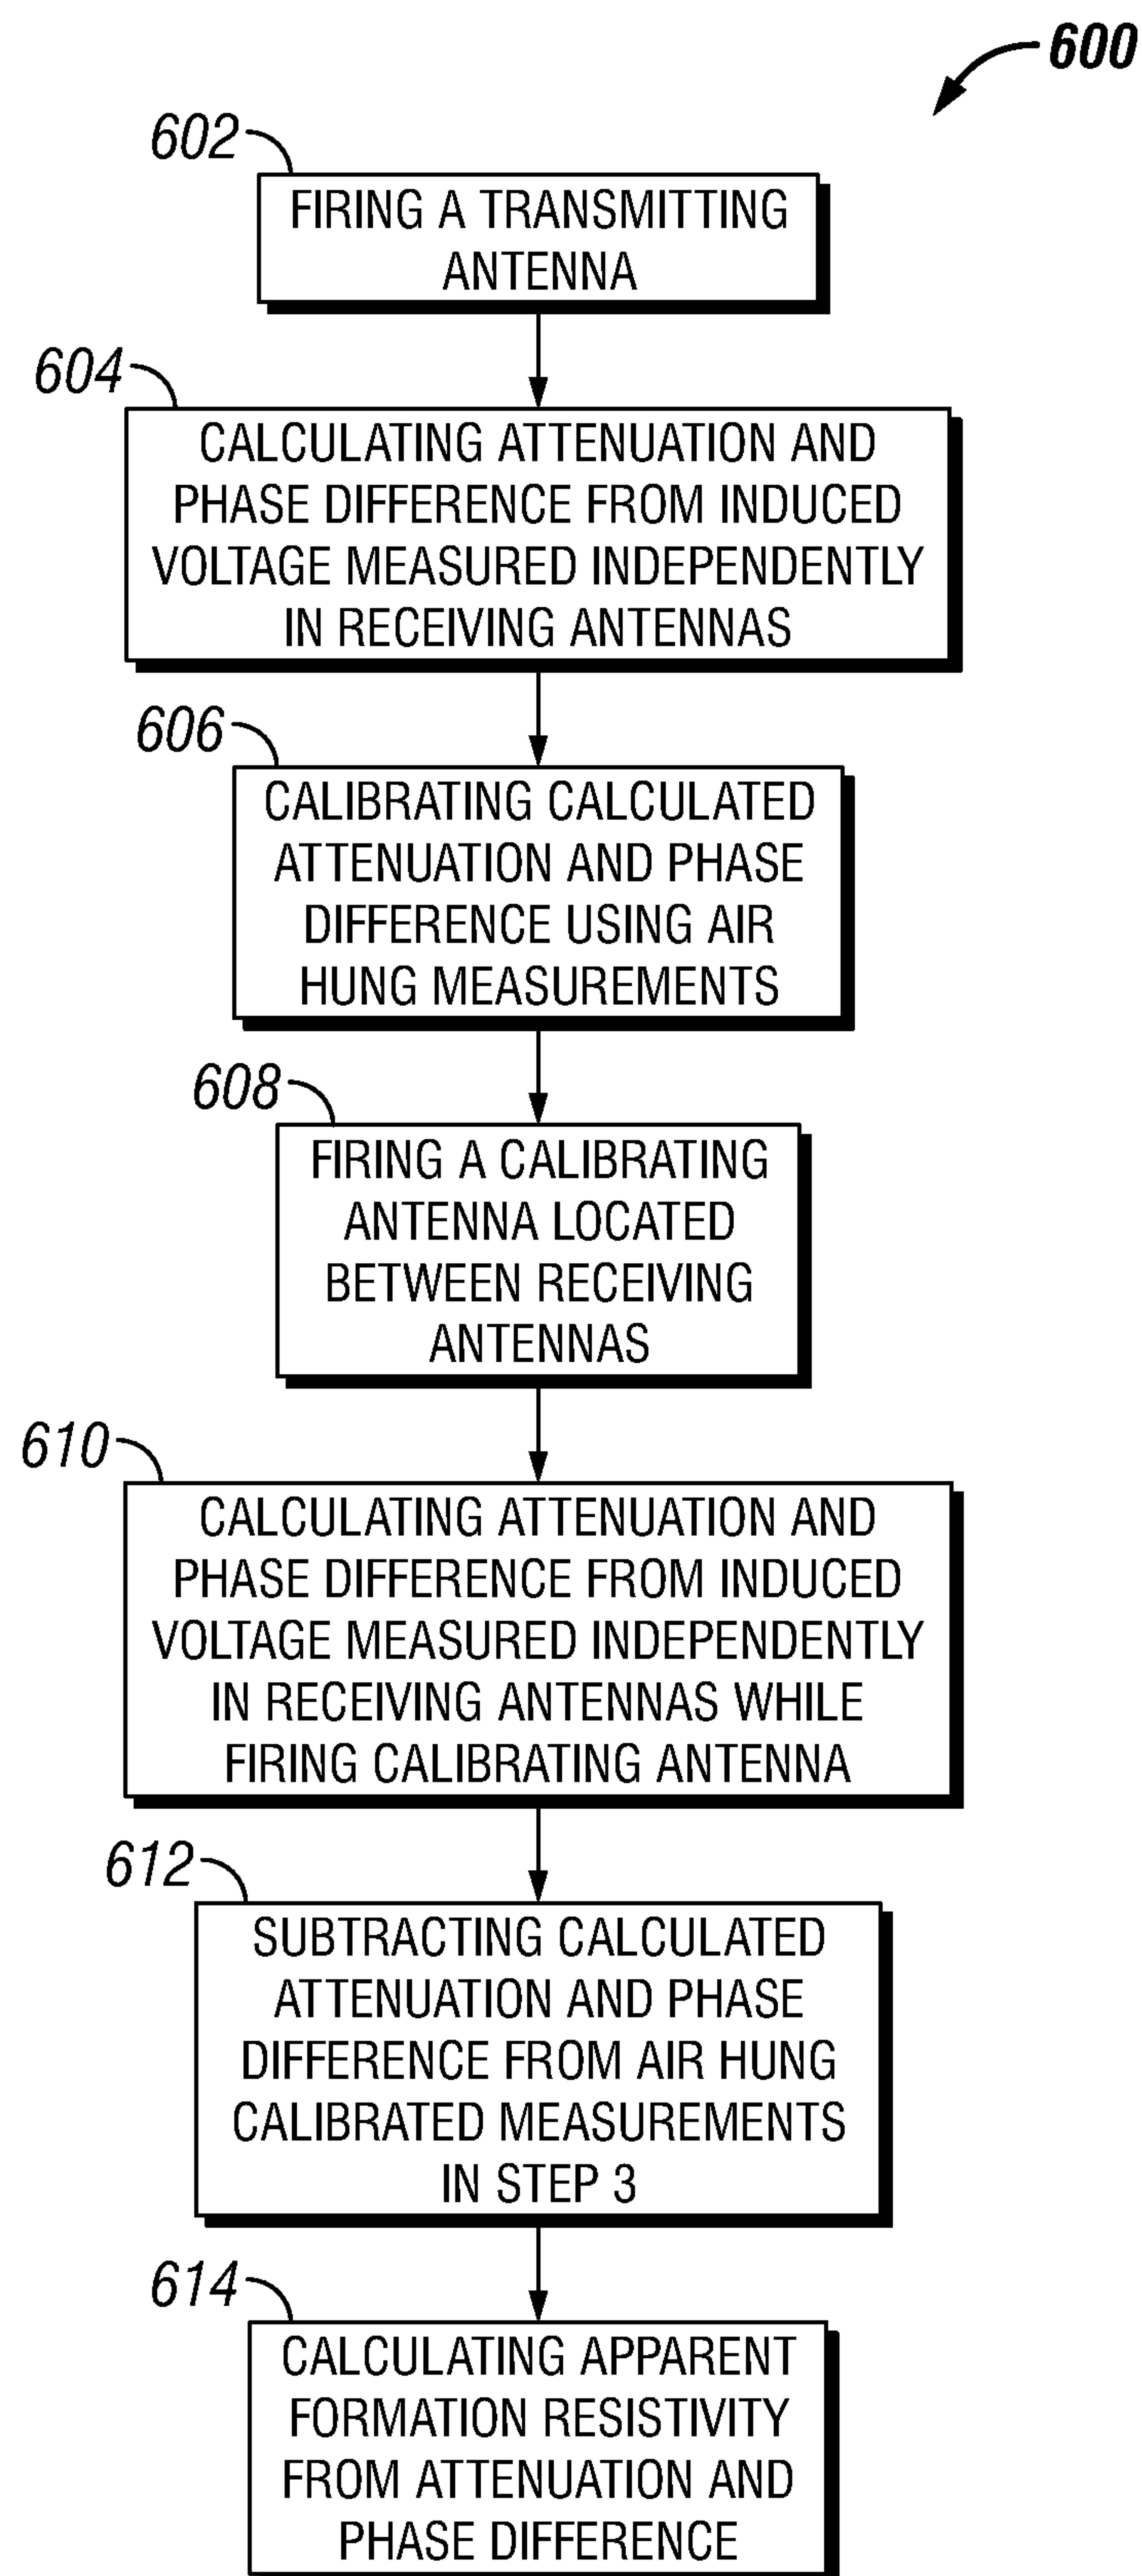 600
602
FIRING A TRANSMITTING
ANTENNA
604
CALCULATING ATTENUATION AND
PHASE DIFFERENCE FROM INDUCED
VOLTAGE MEASURED INDEPENDENTLY
IN RECEIVING ANTENNAS
606
CALIBRATING CALCULATED
ATTENUATION AND PHASE
DIFFERENCE USING AIR
HUNG MEASUREMENTS
608
FIRING A CALIBRATING
ANTENNA LOCATED
BETWEEN RECEIVING
ANTENNAS
610
CALCULATING ATTENUATION AND
PHASE DIFFERENCE FROM INDUCED
VOLTAGE MEASURED INDEPENDENTLY
IN RECEIVING ANTENNAS WHILE
FIRING CALIBRATING ANTENNA
612
SUBTRACTING CALCULATED
ATTENUATION AND PHASE
DIFFERENCE FROM AIR HUNG
CALIBRATED MEASUREMENTS
IN STEP 3
614
CALCULATING APPARENT
FORMATION RESISTIVITY
FROM ATTENUATION AND
PHASE DIFFERENCE